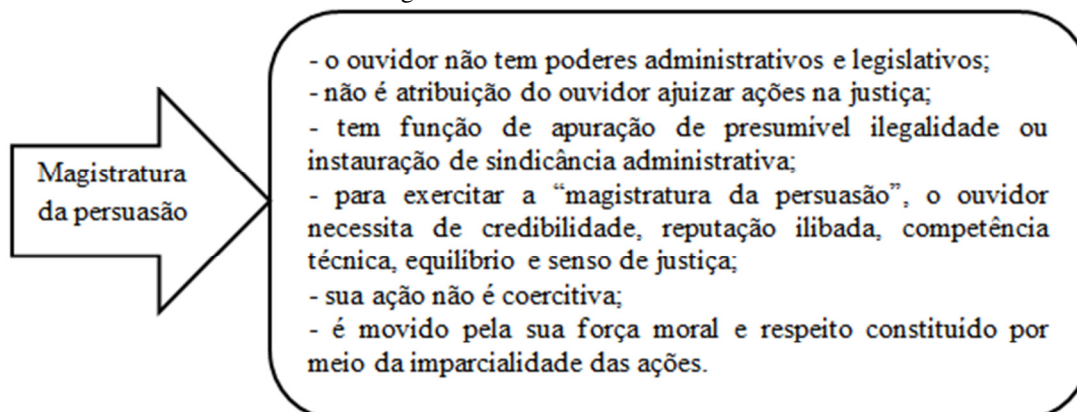 Magistratura
da persuasão
- o ouvidor não tem poderes administrativos e legislativos;
- não é atribuição do ouvidor ajuizar ações na justiça;
- tem função de apuração de presumível ilegalidade ou
instauração de sindicância administrativa;
- para exercitar a “magistratura da persuasão”, o ouvidor
necessita de credibilidade, reputação ilibada, competência
técnica, equilíbrio e senso de justiça;
- sua ação não é coercitiva;
- é movido pela sua força moral e respeito constituído por
meio da imparcialidade das ações.